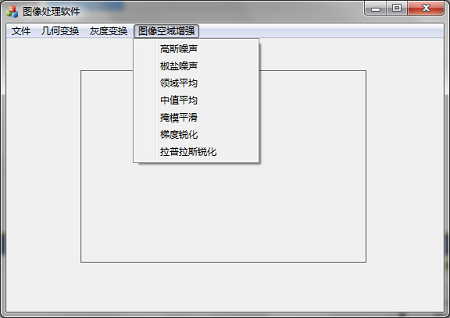 图像处理软件
文件 几何变换 灰度变换 图像空域增强
高斯噪声
椒盐噪声
领域平均
中值平均
掩模平滑
梯度锐化
拉普拉斯锐化